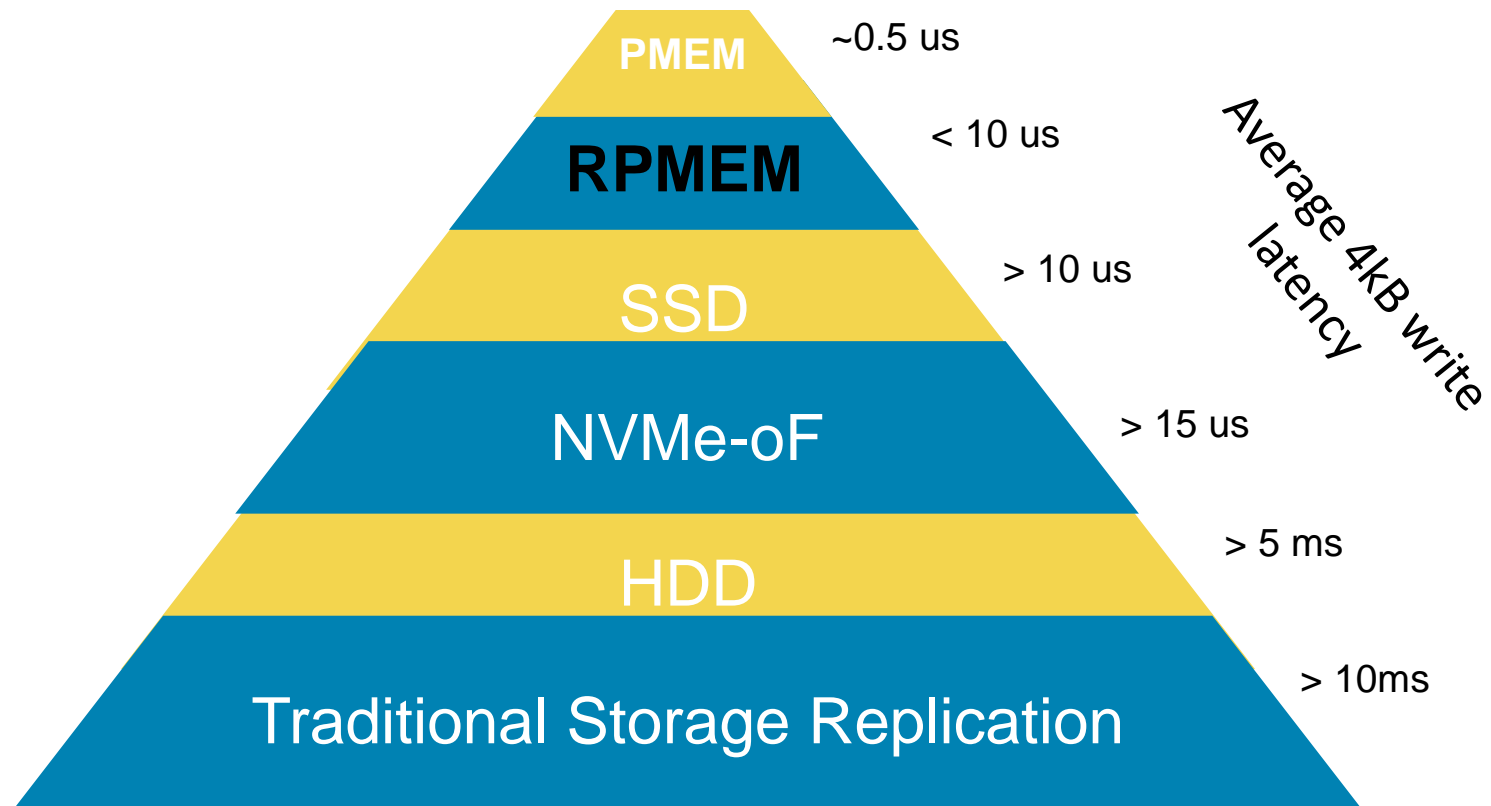 PMEM
~0.5 us
RPMEM
< 10 us
SSD
> 10 us
NVMe-oF
> 15 us
HDD
> 5 ms
Traditional Storage Replication
> 10ms
Average 4kB write
latency